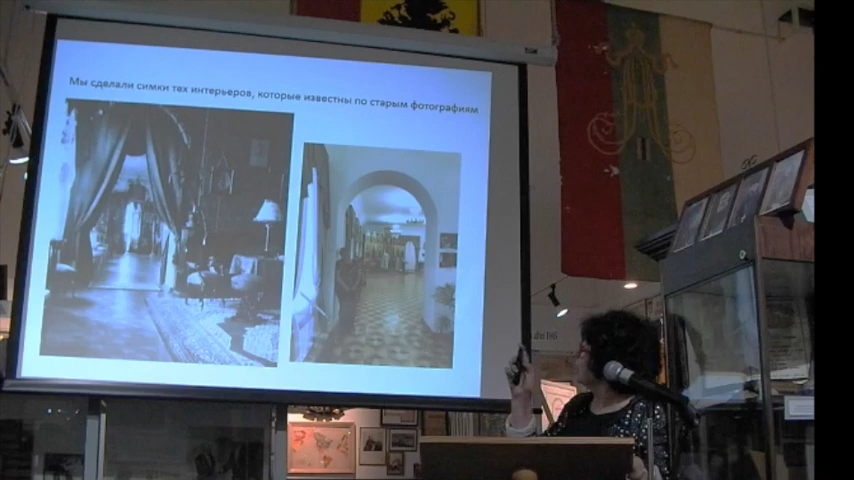 Мы сделали симки тех интерьеров, которые известны по старым фотографиям